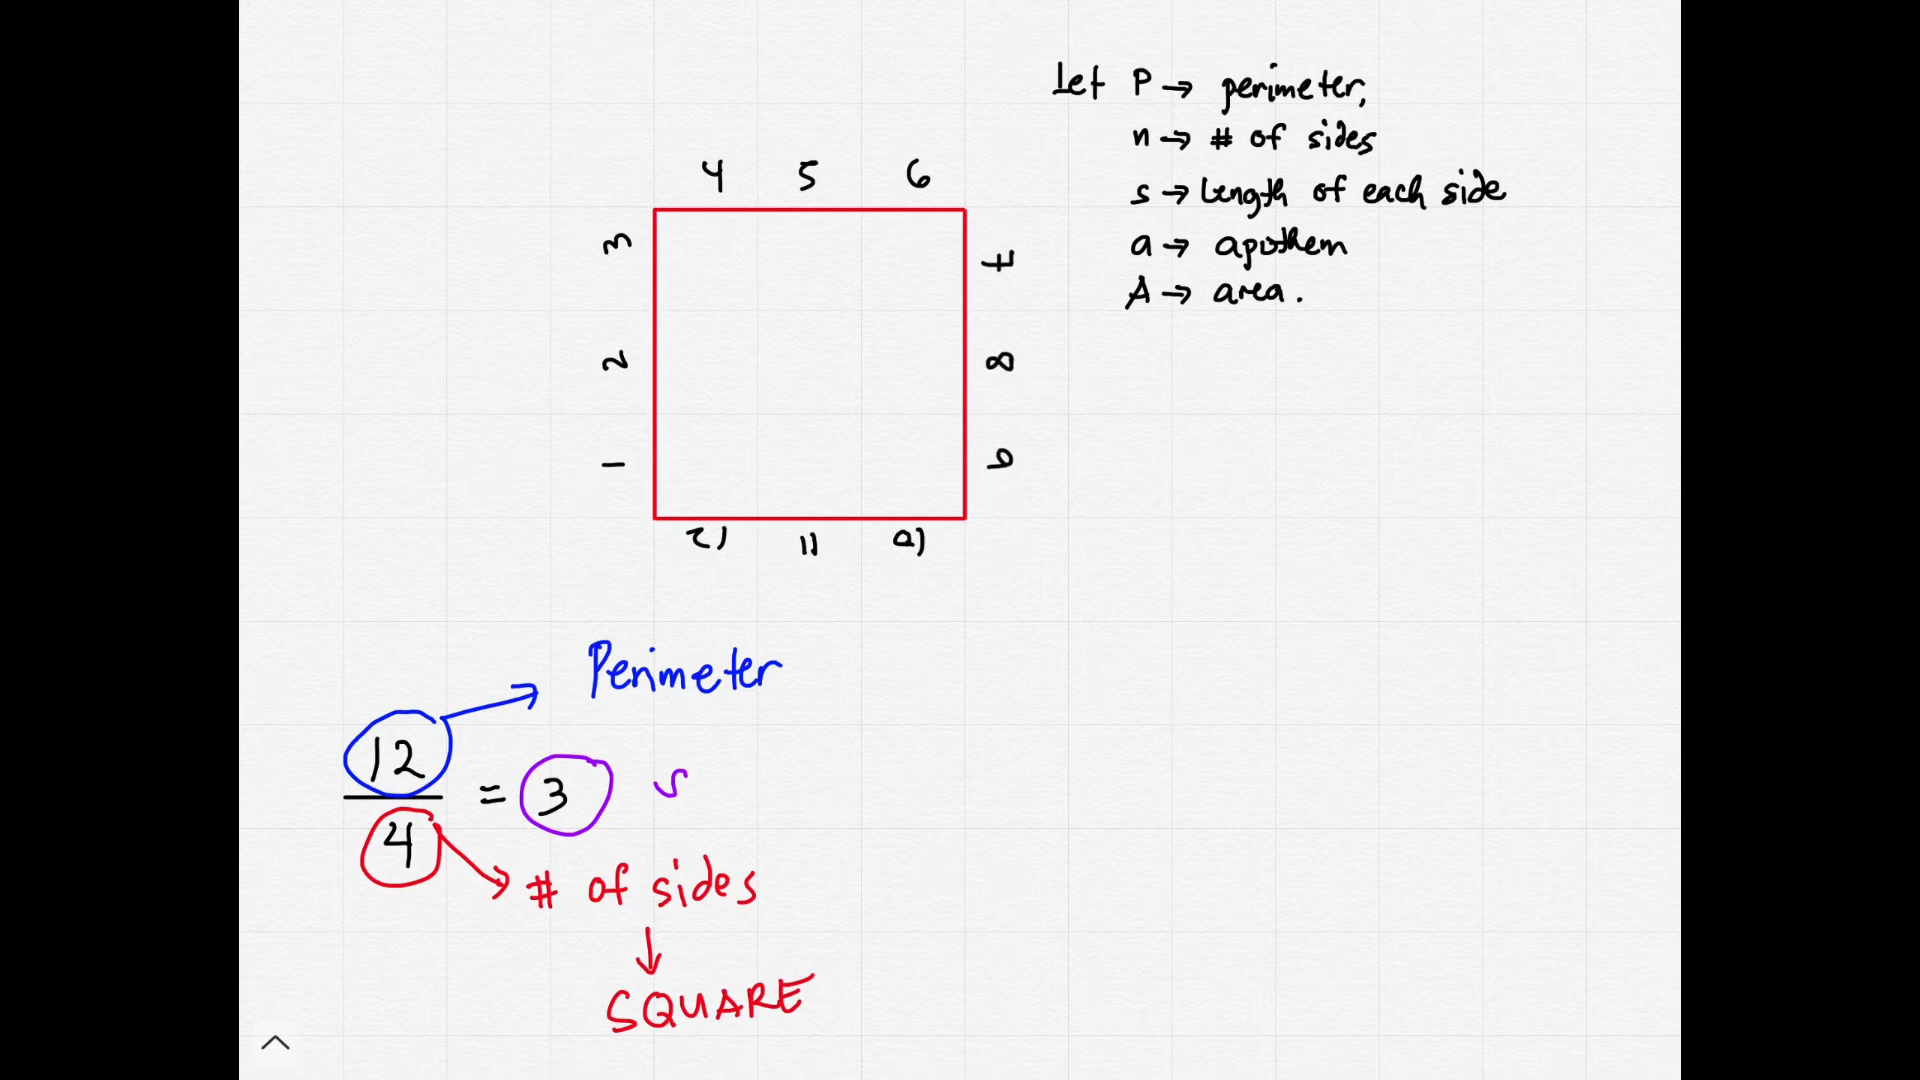 Let P → perimeter,
n → # of sides
s → Length of each side
a → apothem
A → area.
4 5 6
3
2
1
7
8
9
12 11 10
Perimeter
12
4
= 3 s
# of sides
↓
SQUARE